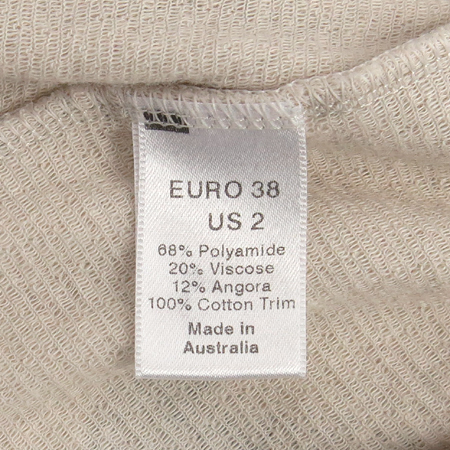 EURO 38
US 2
68% Polyamide
20% Viscose
12% Angora
100% Cotton Trim
Made in
Australia